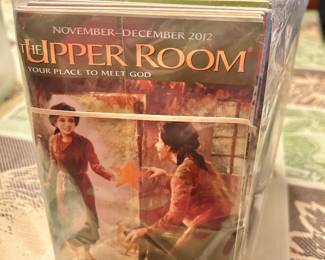 NOVEMBER–DECEMBER 2012
THE UPPER ROOM®
YOUR PLACE TO MEET GOD